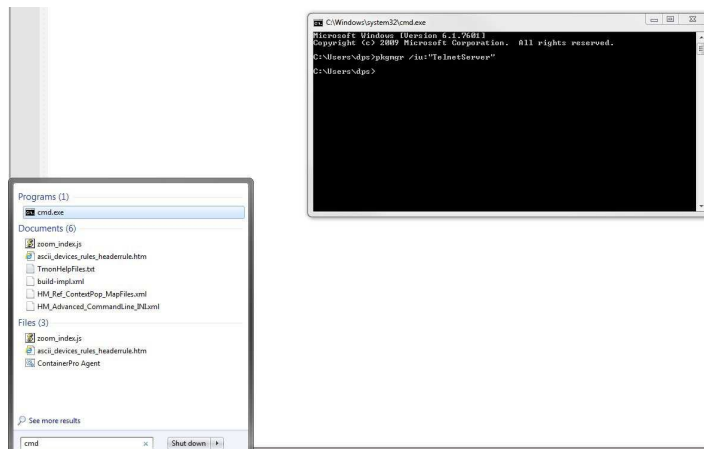 C:\Windows\system32\cmd.exe
Microsoft Windows [Version 6.1.7601]
Copyright (c) 2009 Microsoft Corporation.  All rights reserved.
C:\Users\dps>pkgmgr /iu:"TelnetServer"
C:\Users\dps>
Programs (1)
cmd.exe
Documents (6)
zoom_index.js
ascii_devices_rules_headerrule.htm
TmonHelpFiles.txt
build-impl.xml
HM_Ref_ContextPop_MapFiles.xml
HM_Advanced_CommandLine_INI.xml
Files (3)
zoom_index.js
ascii_devices_rules_headerrule.htm
ContainerPro Agent
See more results
cmd
Shut down